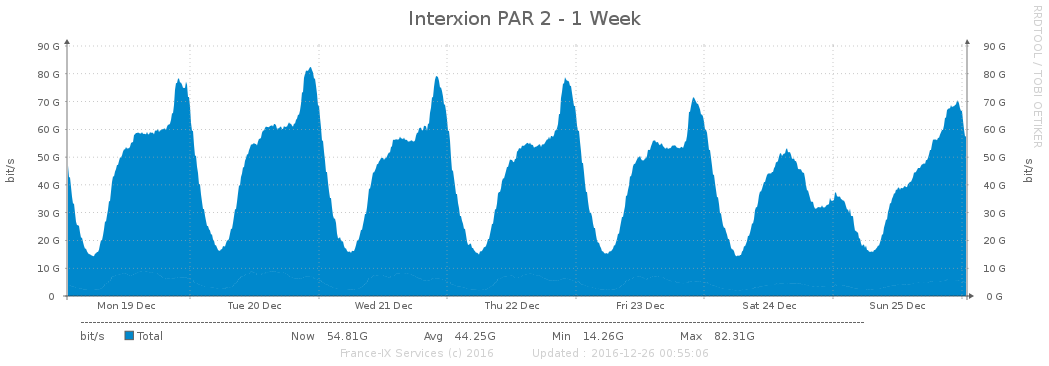 Interxion PAR 2 - 1 Week
RRDTOOL / TOBI OETIKER
90 G 90 G
80 G 80 G
70 G 70 G
60 G 60 G
50 G 50 G
40 G 40 G
30 G 30 G
20 G 20 G
10 G 10 G
0 0 G
bit/s
bit/s
Mon 19 Dec Tue 20 Dec Wed 21 Dec Thu 22 Dec Fri 23 Dec Sat 24 Dec Sun 25 Dec
bit/s Total Now 54.81G Avg 44.25G Min 14.26G Max 82.31G
France-IX Services (c) 2016 Updated : 2016-12-26 00:55:06